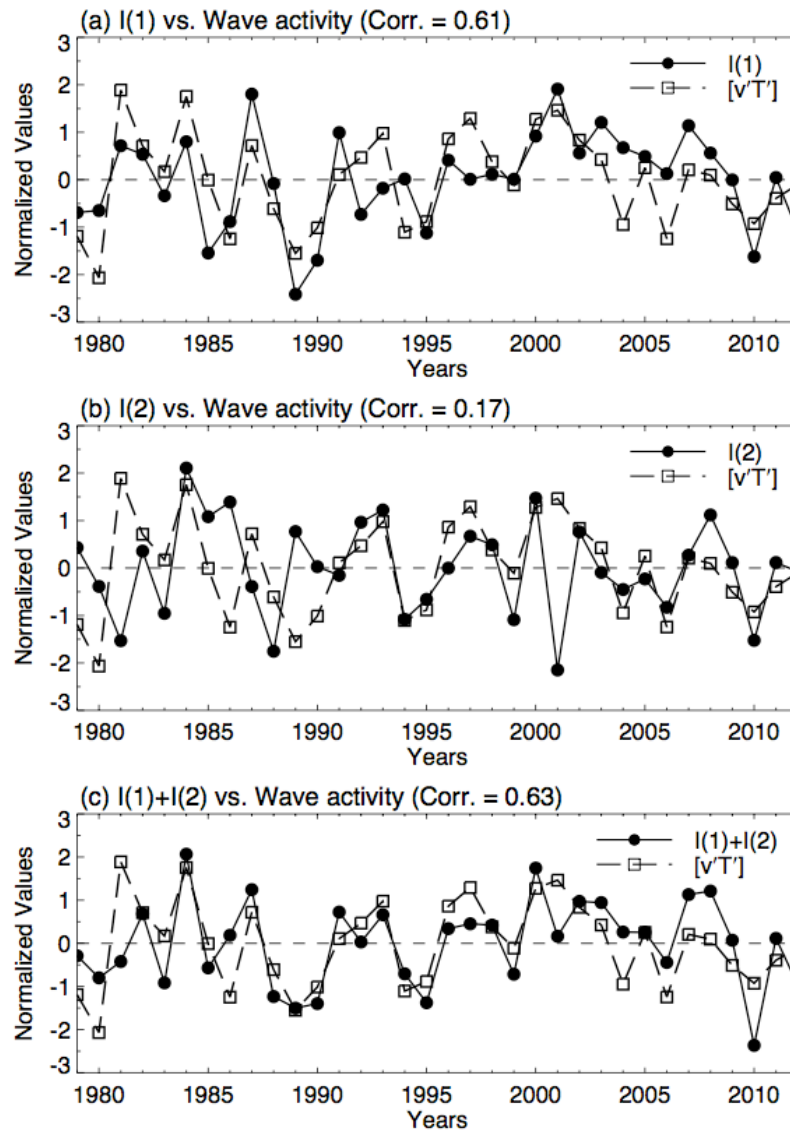 (a) I(1) vs. Wave activity (Corr. = 0.61)
3
2
1
0
-1
-2
-3
Normalized Values
I(1)
[v'T']
1980 1985 1990 1995 2000 2005 2010
Years
(b) I(2) vs. Wave activity (Corr. = 0.17)
3
2
1
0
-1
-2
-3
Normalized Values
I(2)
[v'T']
1980 1985 1990 1995 2000 2005 2010
Years
(c) I(1)+I(2) vs. Wave activity (Corr. = 0.63)
3
2
1
0
-1
-2
-3
Normalized Values
I(1)+I(2)
[v'T']
1980 1985 1990 1995 2000 2005 2010
Years